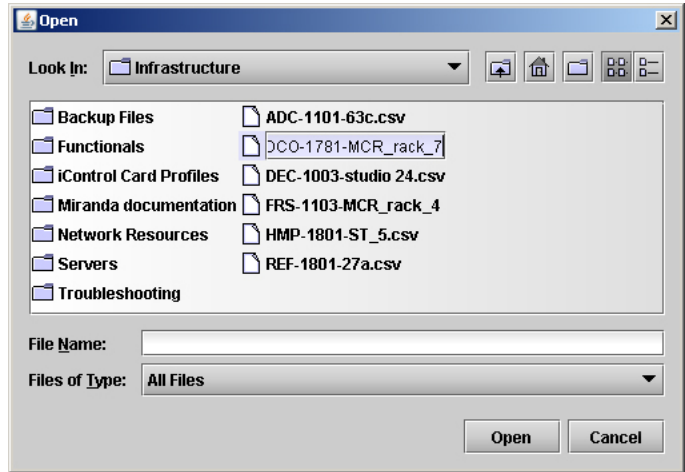 Open
Look In: Infrastructure
Backup Files
Functionals
iControl Card Profiles
Miranda documentation
Network Resources
Servers
Troubleshooting
ADC-1101-63c.csv
OCO-1781-MCR_rack_7
DEC-1003-studio 24.csv
FRS-1103-MCR_rack_4
HMP-1801-ST_5.csv
REF-1801-27a.csv
File Name:
Files of Type: All Files
Open Cancel